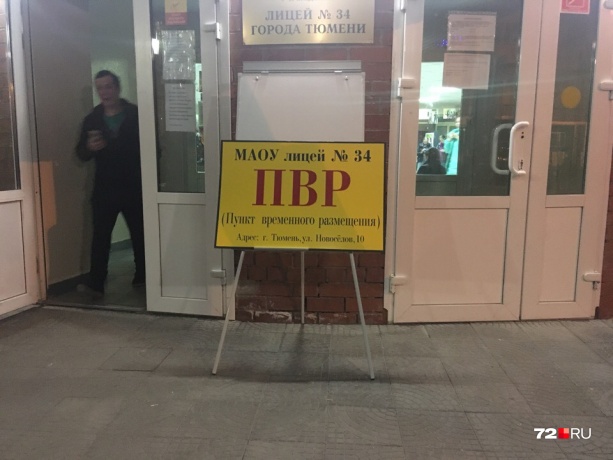 ЛИЦЕЙ № 34
ГОРОДА ТЮМЕНИ
МАОУ лицей № 34
ПВР
(Пункт временного размещения)
Адрес: г. Тюмень, ул. Новосёлов, 10
72.RU